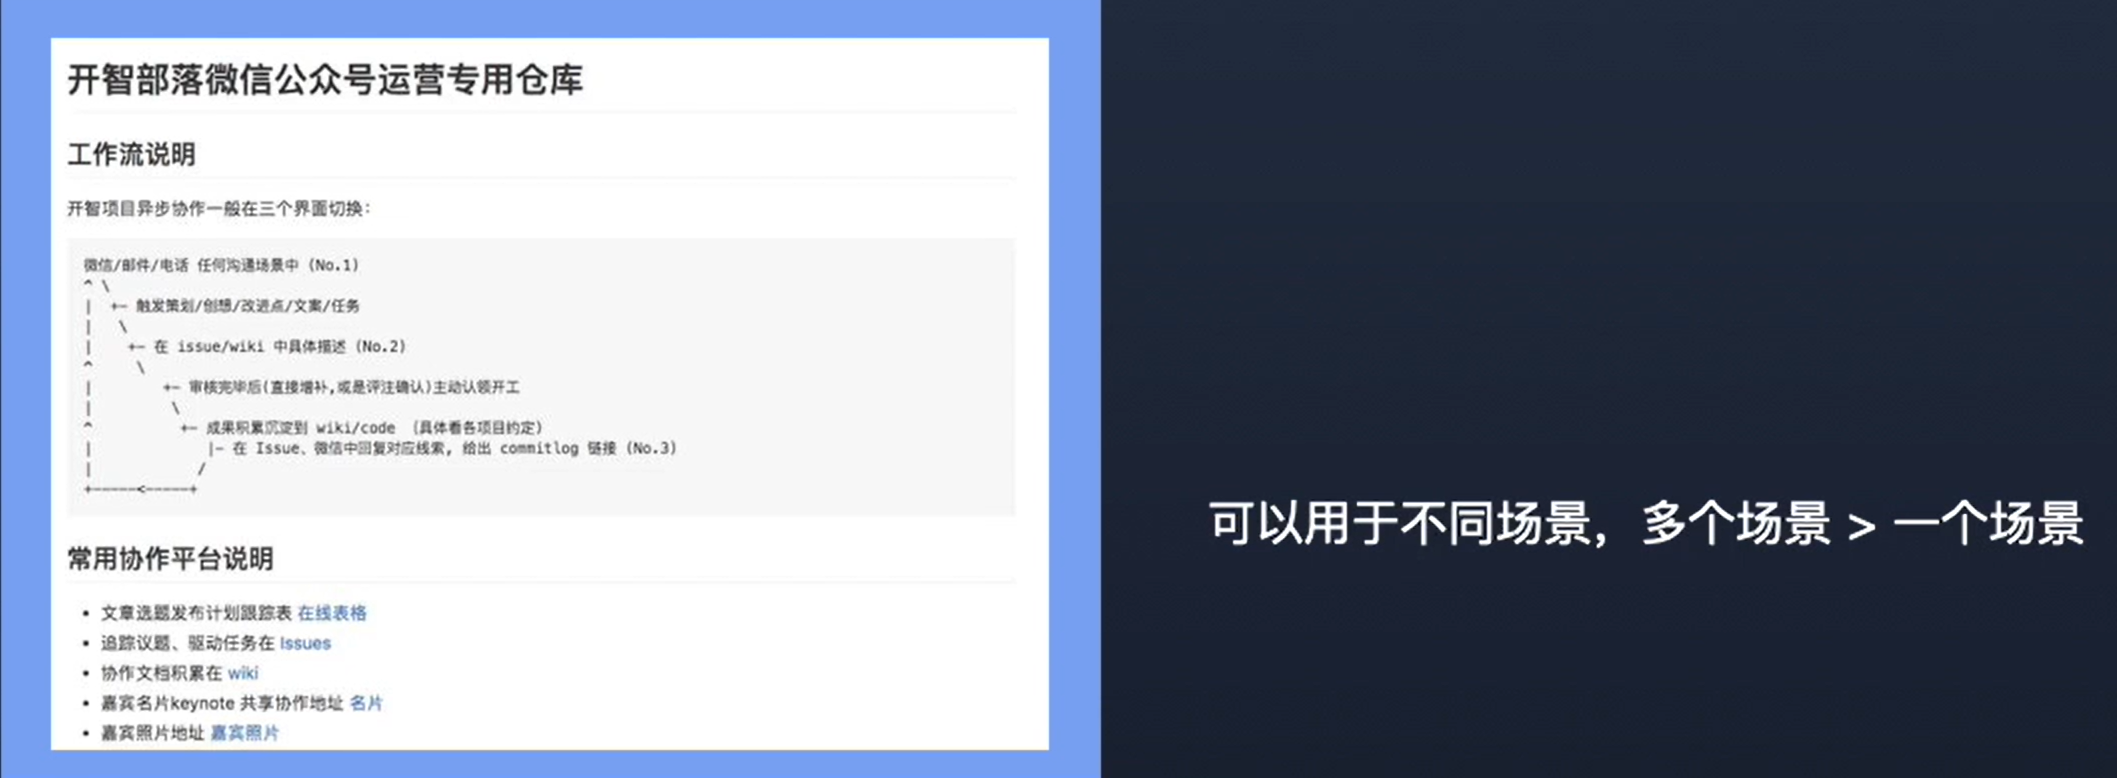 开智部落微信公众号运营专用仓库
工作流说明
开智项目异步协作一般在三个界面切换：
微信/邮件/电话 任何沟通场景中 (No.1)
^ \
|  +— 触发策划/创想/改进点/文案/任务
|   \
|    +— 在 issue/wiki 中具体描述 (No.2)
^     \
|        +— 审核完毕后(直接增补,或是评注确认)主动认领开工
|         \
^          +— 成果积累沉淀到 wiki/code （具体看各项目约定)
|             |— 在 Issue、微信中回复对应线索, 给出 commitlog 链接 (No.3)
|            /
+—————<—————+
常用协作平台说明
• 文章选题发布计划跟踪表 在线表格
• 追踪议题、驱动任务在 Issues
• 协作文档积累在 wiki
• 嘉宾名片keynote 共享协作地址 名片
• 嘉宾照片地址 嘉宾照片
可以用于不同场景，多个场景 > 一个场景